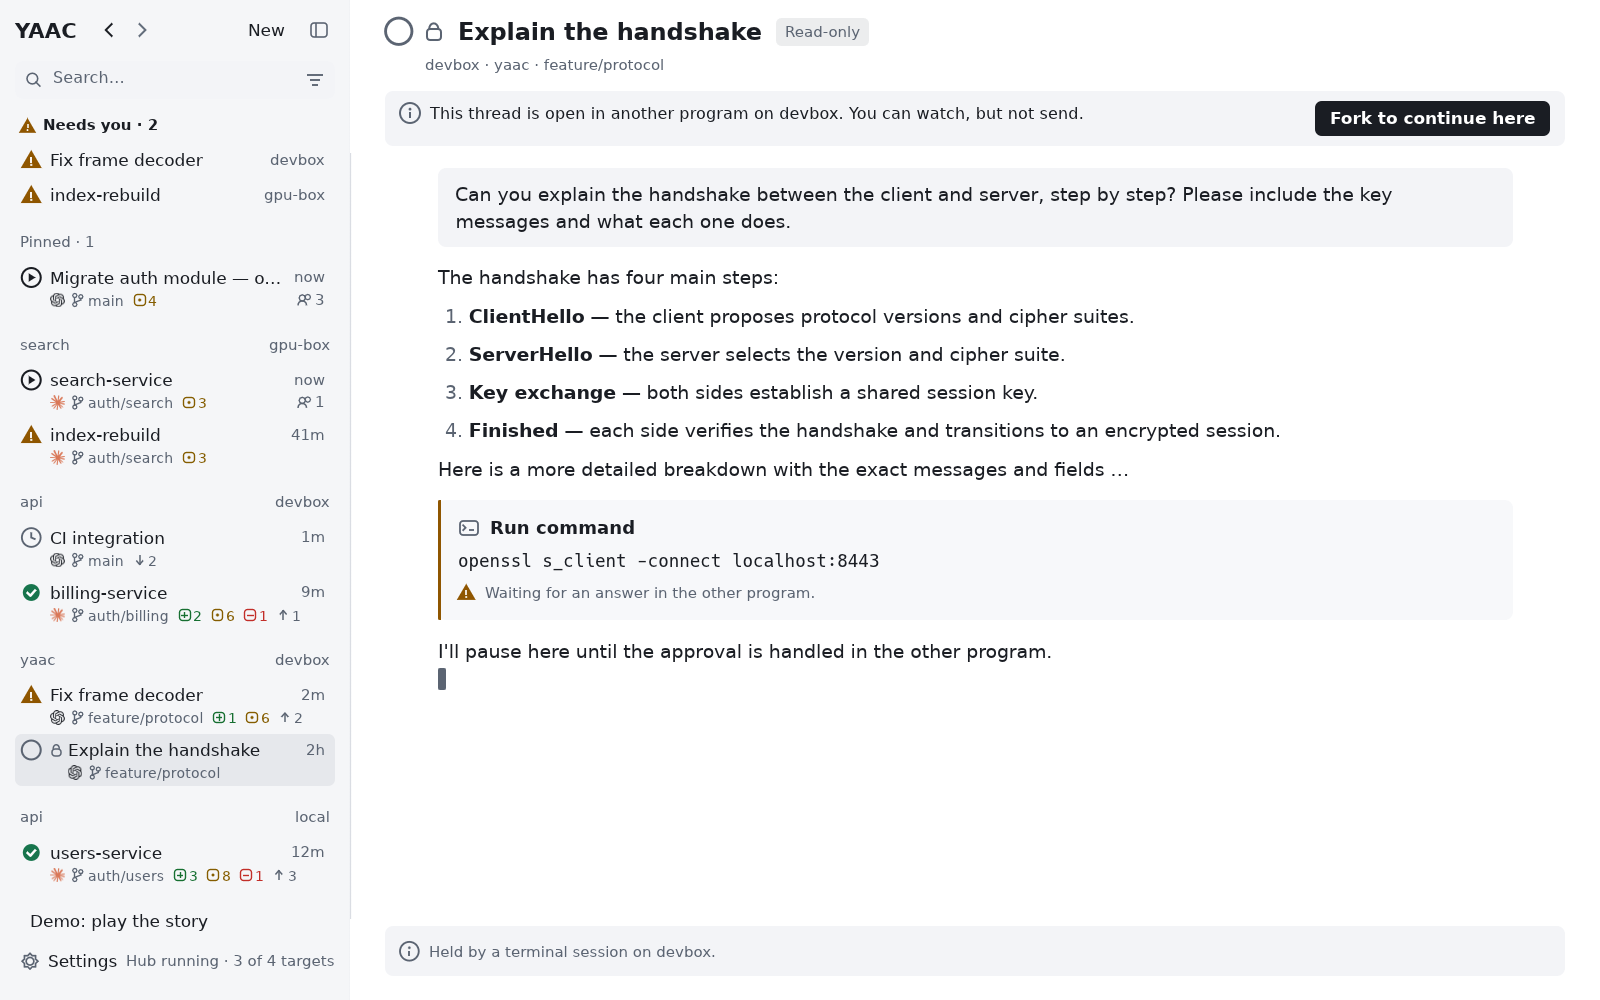 YAAC
New
Search...
Needs you · 2
Fix frame decoder devbox
index-rebuild gpu-box
Pinned · 1
Migrate auth module — o... now
main 4 3
search gpu-box
search-service now
auth/search 3 1
index-rebuild 41m
auth/search 3
api devbox
CI integration 1m
main 2
billing-service 9m
auth/billing 2 6 1 1
yaac devbox
Fix frame decoder 2m
feature/protocol 1 6 2
Explain the handshake 2h
feature/protocol
api local
users-service 12m
auth/users 3 8 1 3
Demo: play the story
Settings Hub running · 3 of 4 targets
Explain the handshake Read-only
devbox · yaac · feature/protocol
This thread is open in another program on devbox. You can watch, but not send.
Fork to continue here
Can you explain the handshake between the client and server, step by step? Please include the key
messages and what each one does.
The handshake has four main steps:
1. ClientHello — the client proposes protocol versions and cipher suites.
2. ServerHello — the server selects the version and cipher suite.
3. Key exchange — both sides establish a shared session key.
4. Finished — each side verifies the handshake and transitions to an encrypted session.
Here is a more detailed breakdown with the exact messages and fields ...
Run command
openssl s_client -connect localhost:8443
Waiting for an answer in the other program.
I'll pause here until the approval is handled in the other program.
Held by a terminal session on devbox.